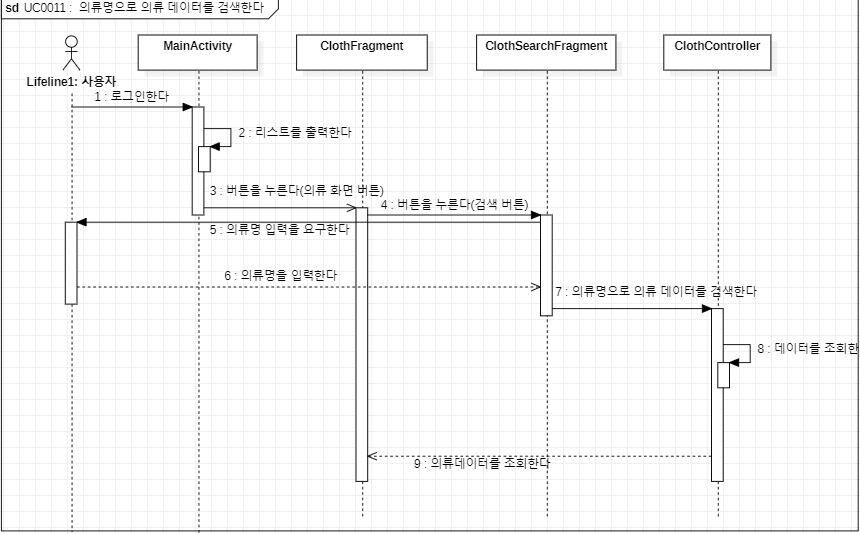 sd UC0011 : 의류명으로 의류 데이터를 검색한다
MainActivity
ClothFragment
ClothSearchFragment
ClothController
Lifeline1: 사용자
1 : 로그인한다
2 : 리스트를 출력한다
3 : 버튼을 누른다(의류 화면 버튼)
4 : 버튼을 누른다(검색 버튼)
5 : 의류명 입력을 요구한다
6 : 의류명을 입력한다
7 : 의류명으로 의류 데이터를 검색한다
8 : 데이터를 조회한
9 : 의류데이터를 조회한다